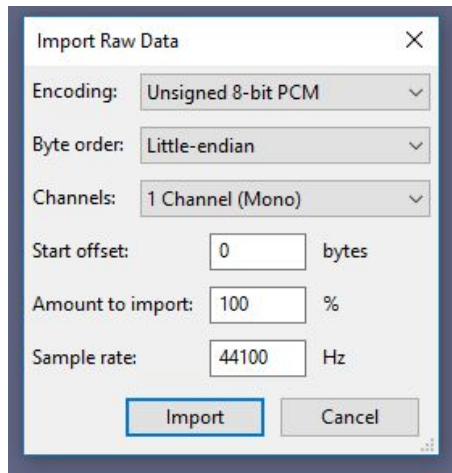 Import Raw Data
Encoding: Unsigned 8-bit PCM
Byte order: Little-endian
Channels: 1 Channel (Mono)
Start offset: 0 bytes
Amount to import: 100 %
Sample rate: 44100 Hz
Import Cancel